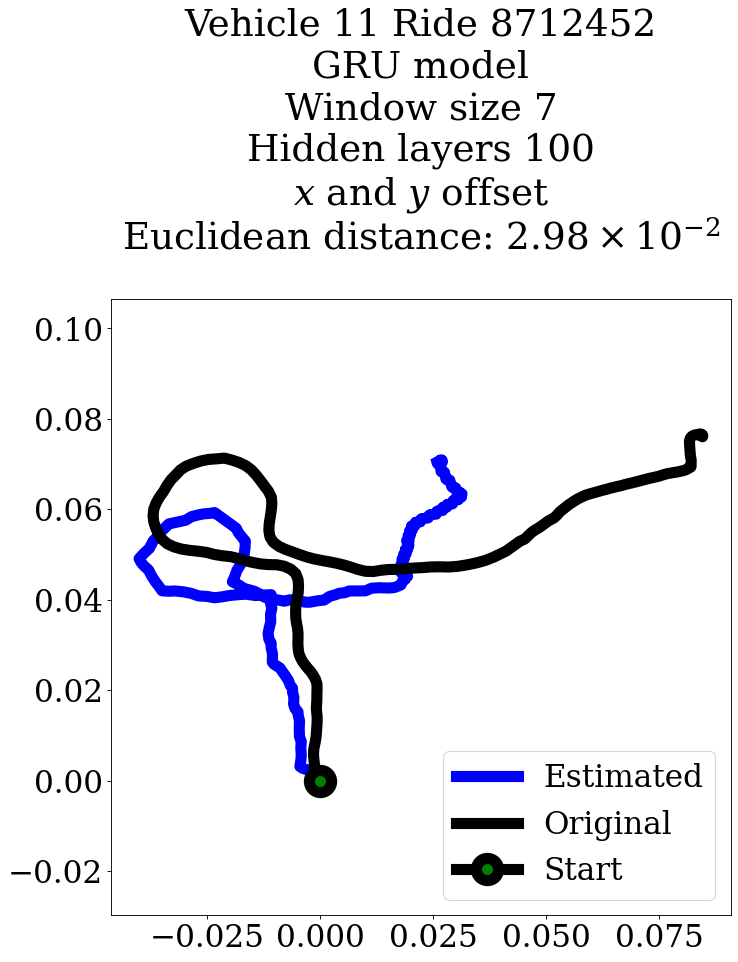 Vehicle 11 Ride 8712452
GRU model
Window size 7
Hidden layers 100
x and y offset
Euclidean distance: 2.98 × 10⁻²
0.10
0.08
0.06
0.04
0.02
0.00
−0.02
Estimated
Original
Start
−0.025 0.000 0.025 0.050 0.075